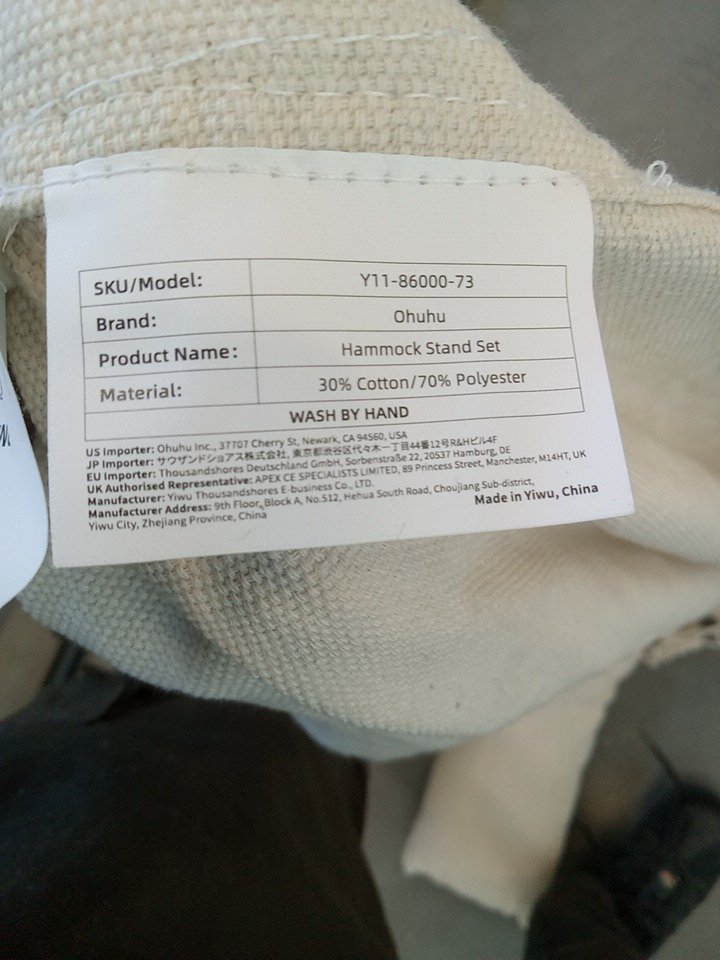 SKU/Model: Y11-86000-73
Brand: Ohuhu
Product Name: Hammock Stand Set
Material: 30% Cotton/70% Polyester
WASH BY HAND
US Importer: Ohuhu Inc., 37707 Cherry St, Newark, CA 94560, USA
JP Importer: サウザンドショアス株式会社, 東京都渋谷区代々木一丁目44番12号R&Hビル4F
EU Importer: Thousandshores Deutschland GmbH, Sorbenstraße 22, 20537 Hamburg, DE
UK Authorised Representative: APEX CE SPECIALISTS LIMITED, 89 Princess Street, Manchester, M14HT, UK
Manufacturer: Yiwu Thousandshores E-business Co., LTD.
Manufacturer Address: 9th Floor, Block A, No.512, Hehua South Road, Choujiang Sub-district,
Yiwu City, Zhejiang Province, China
Made in Yiwu, China